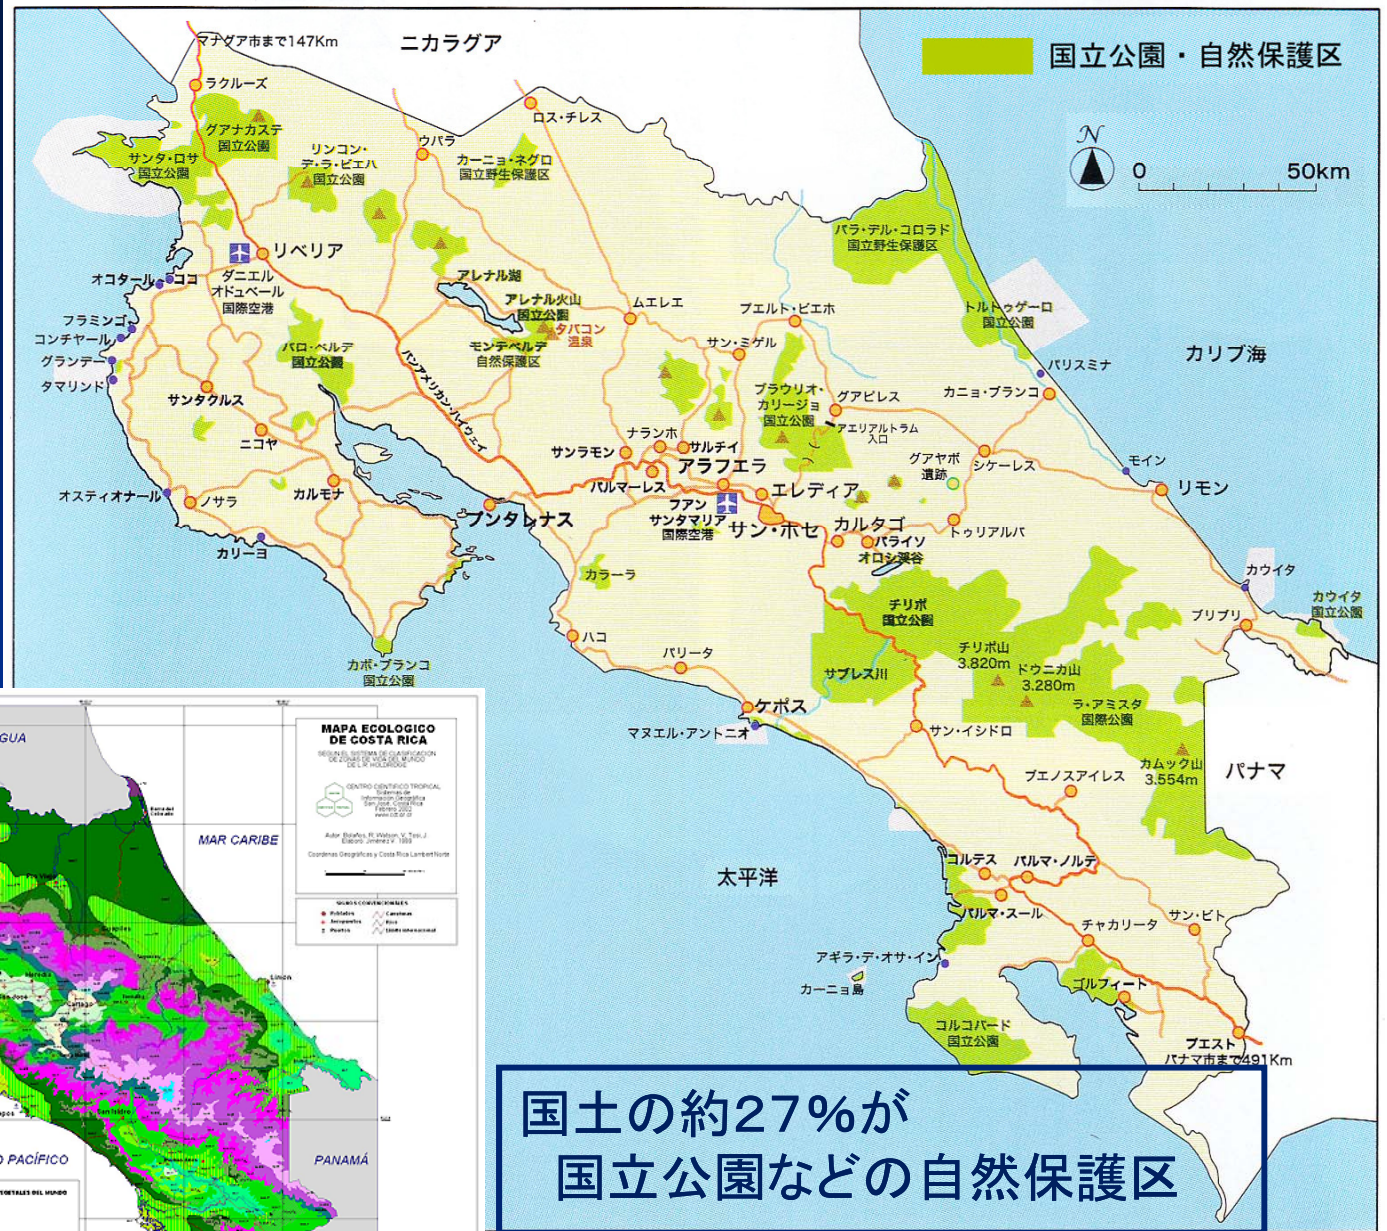 マナグア市まで147Km
ニカラグア
国立公園・自然保護区
ラクルーズ
ロス・チレス
グアナカステ
国立公園
サンタ・ロサ
国立公園
リンコン・
デ・ラ・ビエハ
国立公園
ウパラ
カーニョ・ネグロ
国立野生保護区
N
0
50km
バラ・デル・コロラド
国立野生保護区
リベリア
オコタール
ココ
ダニエル
オドュベール
国際空港
アレナル湖
アレナル火山
国立公園
タバコン
温泉
ムエレエ
プエルト・ビエホ
トルトゥゲーロ
国立公園
フラミンゴ
コンチャール
グランデ
タマリンド
パロ・ベルデ
国立公園
パンアメリカン・ハイウェイ
モンテベルデ
自然保護区
サン・ミゲル
カリブ海
パリスミナ
ブラウリオ・
カリージョ
国立公園
グアピレス
カニョ・ブランコ
サンタクルス
アエリアルトラム
入口
ニコヤ
ナランホ
サルチイ
サンラモン
アラフエラ
グアヤボ
遺跡
シケーレス
モイン
リモン
オスティオナール
ノサラ
カルモナ
パルマーレス
エレディア
プンタレナス
フアン
サンタマリア
国際空港
サン・ホセ
カルタゴ
パライソ
オロシ渓谷
トゥリアルバ
カリーヨ
カラーラ
カウイタ
カウイタ
国立公園
ブリブリ
チリポ
国立公園
ハコ
パリータ
チリポ山
3.820m
ドゥニカ山
3.280m
カボ・ブランコ
国立公園
サブレス川
ラ・アミスタ
国際公園
ケポス
マヌエル・アントニオ
サン・イシドロ
カムック山
3.554m
パナマ
ブエノスアイレス
太平洋
コルテス
パルマ・ノルテ
パルマ・スール
チャカリータ
サン・ビト
アギラ・デ・オサ・イン
カーニョ島
ゴルフィート
コルコバード
国立公園
プエスト
パナマ市まで491Km
国土の約27%が
国立公園などの自然保護区
MAPA ECOLOGICO
DE COSTA RICA
SEGUN EL SISTEMA DE CLASIFICACION
DE ZONAS DE VIDA DEL MUNDO
DE L.R. HOLDRIDGE
CENTRO CIENTIFICO TROPICAL
GUA
MAR CARIBE
SIGNOS CONVENCIONALES
Limón
Cartago
San Isidro
O PACÍFICO
PANAMÁ